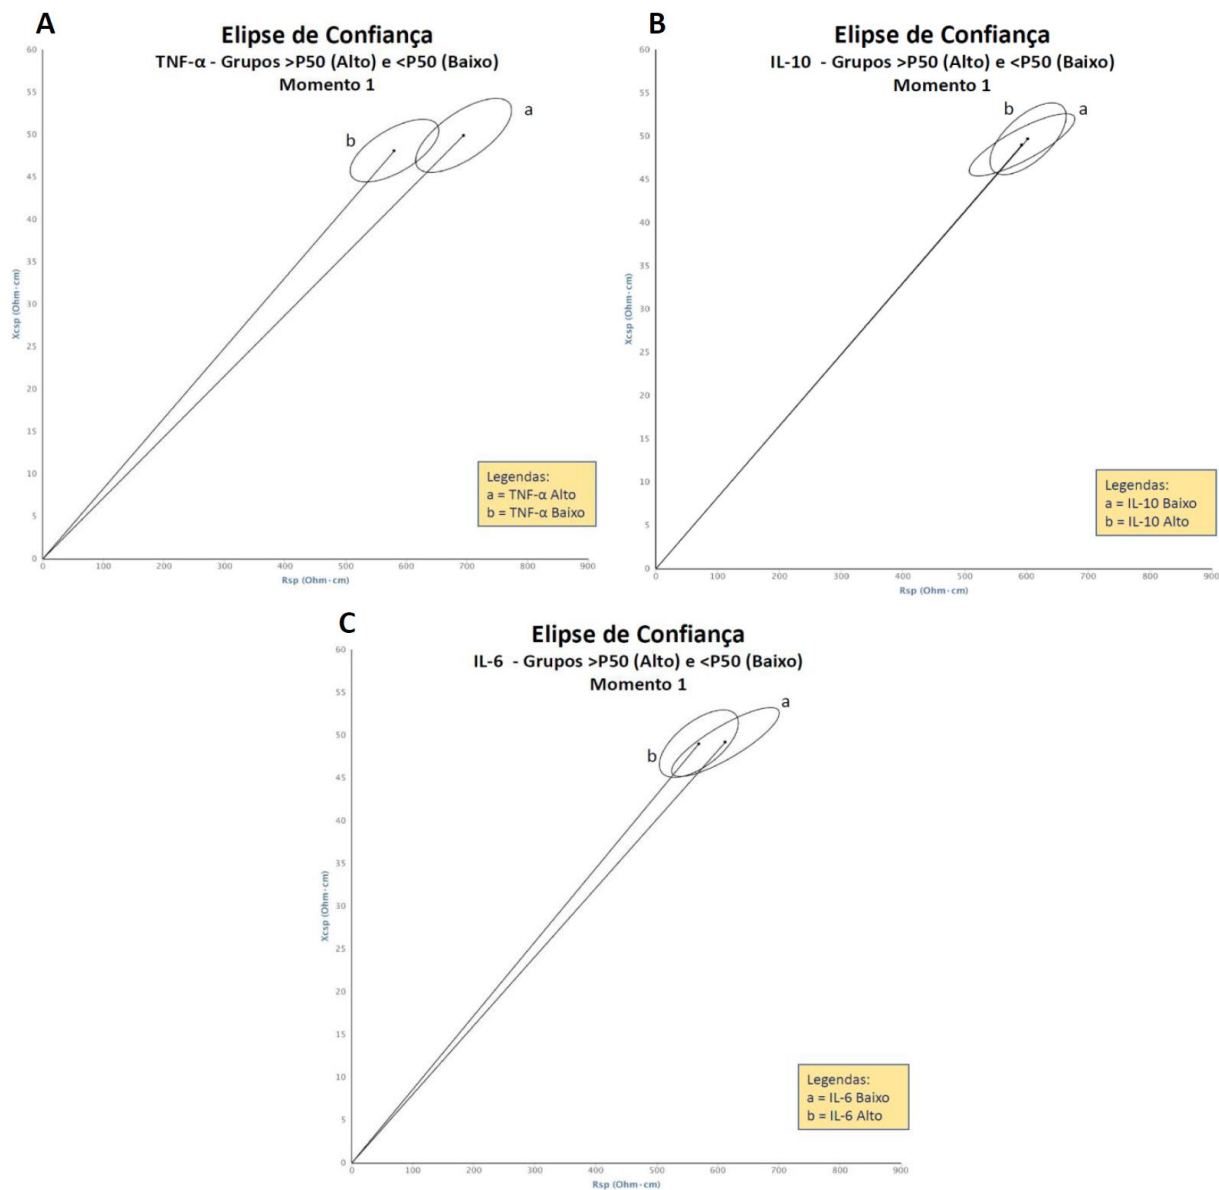 A
Elipse de Confiança
TNF-α - Grupos >P50 (Alto) e <P50 (Baixo)
Momento 1
60
55
50
45
40
35
30
25
20
15
10
5
0
Xcsp (Ohm·cm)
a
b
Legendas:
a = TNF-α Alto
b = TNF-α Baixo
0 100 200 300 400 500 600 700 800 900
Rsp (Ohm·cm)
B
Elipse de Confiança
IL-10 - Grupos >P50 (Alto) e <P50 (Baixo)
Momento 1
60
55
50
45
40
35
30
25
20
15
10
5
0
Xcsp (Ohm·cm)
b
a
Legendas:
a = IL-10 Baixo
b = IL-10 Alto
0 100 200 300 400 500 600 700 800 900
Rsp (Ohm·cm)
C
Elipse de Confiança
IL-6 - Grupos >P50 (Alto) e <P50 (Baixo)
Momento 1
60
55
50
45
40
35
30
25
20
15
10
5
0
Xcsp (Ohm·cm)
a
b
Legendas:
a = IL-6 Baixo
b = IL-6 Alto
0 100 200 300 400 500 600 700 800 900
Rsp (Ohm·cm)